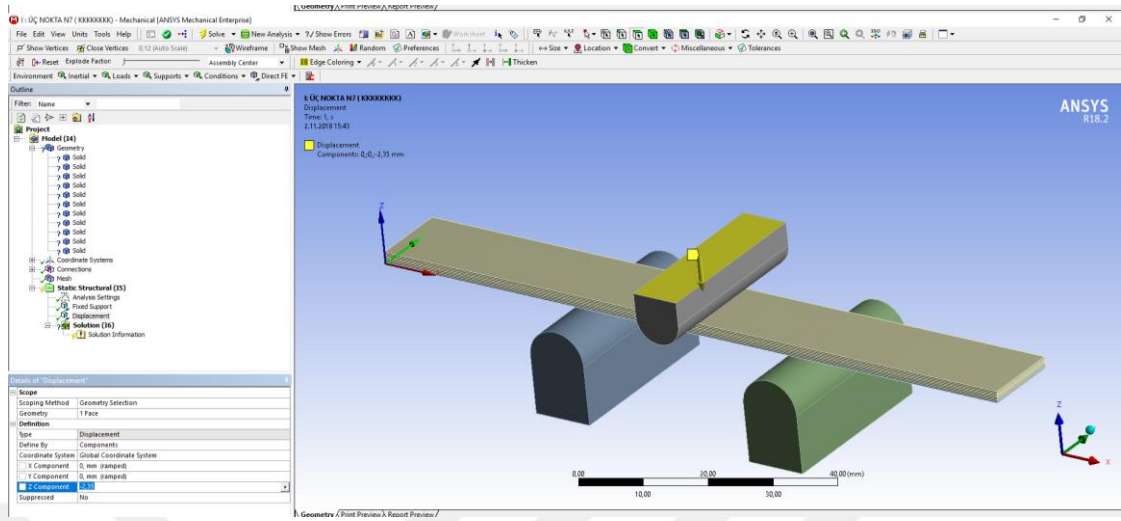 Geometry / Print Preview / Report Preview /
I : ÜÇ NOKTA N7 ( KKKKKKKK) - Mechanical [ANSYS Mechanical Enterprise]
File Edit View Units Tools Help Solve New Analysis ?/ Show Errors Worksheet
Show Vertices Close Vertices 0,12 (Auto Scale) Wireframe Show Mesh Random Preferences Size Location Convert Miscellaneous Tolerances
Reset Explode Factor: Assembly Center Edge Coloring Thicken
Environment Inertial Loads Supports Conditions Direct FE
Outline
Filter: Name
Project
Model (I4)
Geometry
Solid
Solid
Solid
Solid
Solid
Solid
Solid
Solid
Solid
Solid
Coordinate Systems
Connections
Mesh
Static Structural (I5)
Analysis Settings
Fixed Support
Displacement
Solution (I6)
Solution Information
Details of "Displacement"
Scope
Scoping Method Geometry Selection
Geometry 1 Face
Definition
Type Displacement
Define By Components
Coordinate System Global Coordinate System
X Component 0, mm (ramped)
Y Component 0, mm (ramped)
Z Component -2,35
Suppressed No
I: ÜÇ NOKTA N7 ( KKKKKKKK)
Displacement
Time: 1, s
2.11.2018 15:43
Displacement
Components: 0,;0,;-2,35 mm
ANSYS
R18.2
Z
Z
X
0,00 20,00 40,00 (mm)
10,00 30,00
Geometry / Print Preview / Report Preview /